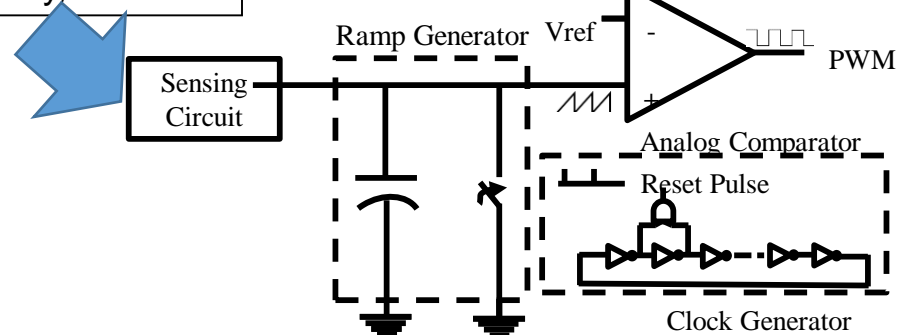 Ramp Generator
Vref
-
PWM
Sensing
Circuit
+
Analog Comparator
Reset Pulse
Clock Generator